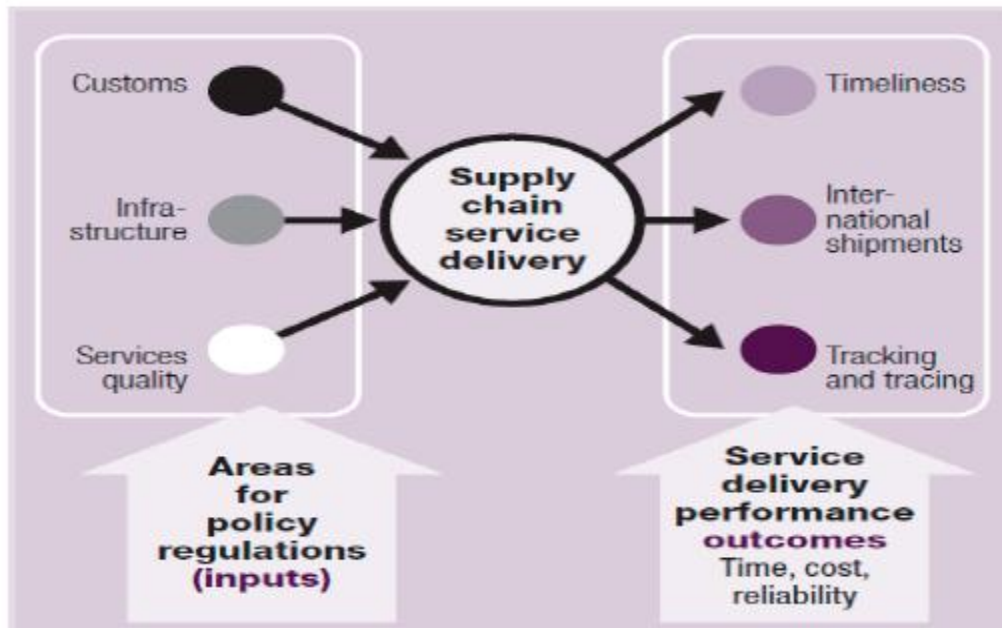 Customs
Infra-
structure
Services
quality
Supply
chain
service
delivery
Timeliness
Inter-
national
shipments
Tracking
and tracing
Areas
for
policy
regulations
(inputs)
Service
delivery
performance
outcomes
Time, cost,
reliability